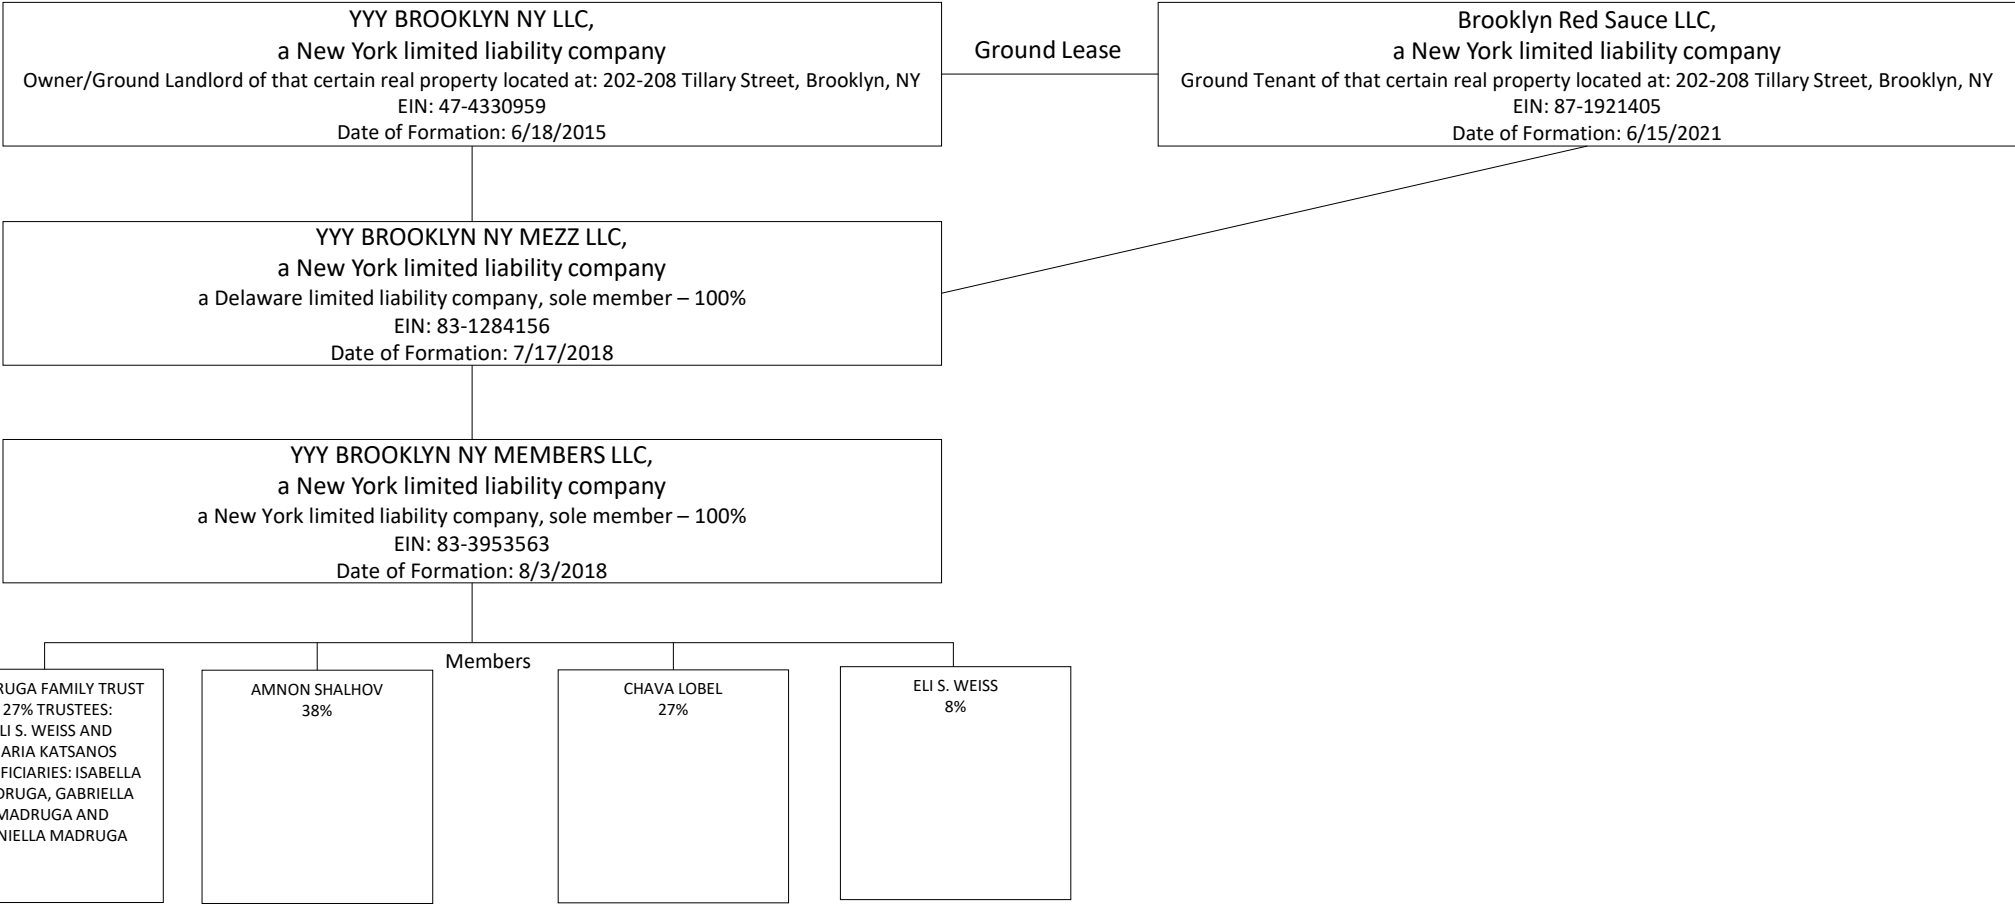 YYY BROOKLYN NY LLC,
a New York limited liability company
Owner/Ground Landlord of that certain real property located at: 202-208 Tillary Street, Brooklyn, NY
EIN: 47-4330959
Date of Formation: 6/18/2015
Ground Lease
Brooklyn Red Sauce LLC,
a New York limited liability company
Ground Tenant of that certain real property located at: 202-208 Tillary Street, Brooklyn, NY
EIN: 87-1921405
Date of Formation: 6/15/2021
YYY BROOKLYN NY MEZZ LLC,
a New York limited liability company
a Delaware limited liability company, sole member – 100%
EIN: 83-1284156
Date of Formation: 7/17/2018
YYY BROOKLYN NY MEMBERS LLC,
a New York limited liability company
a New York limited liability company, sole member – 100%
EIN: 83-3953563
Date of Formation: 8/3/2018
Members
FAMILY TRUST
27% TRUSTEES:
S. WEISS AND
KATSANOS
ISABELLA
GABRIELLA
MADRUGA AND
MADRUGA
AMNON SHALHOV
38%
CHAVA LOBEL
27%
ELI S. WEISS
8%